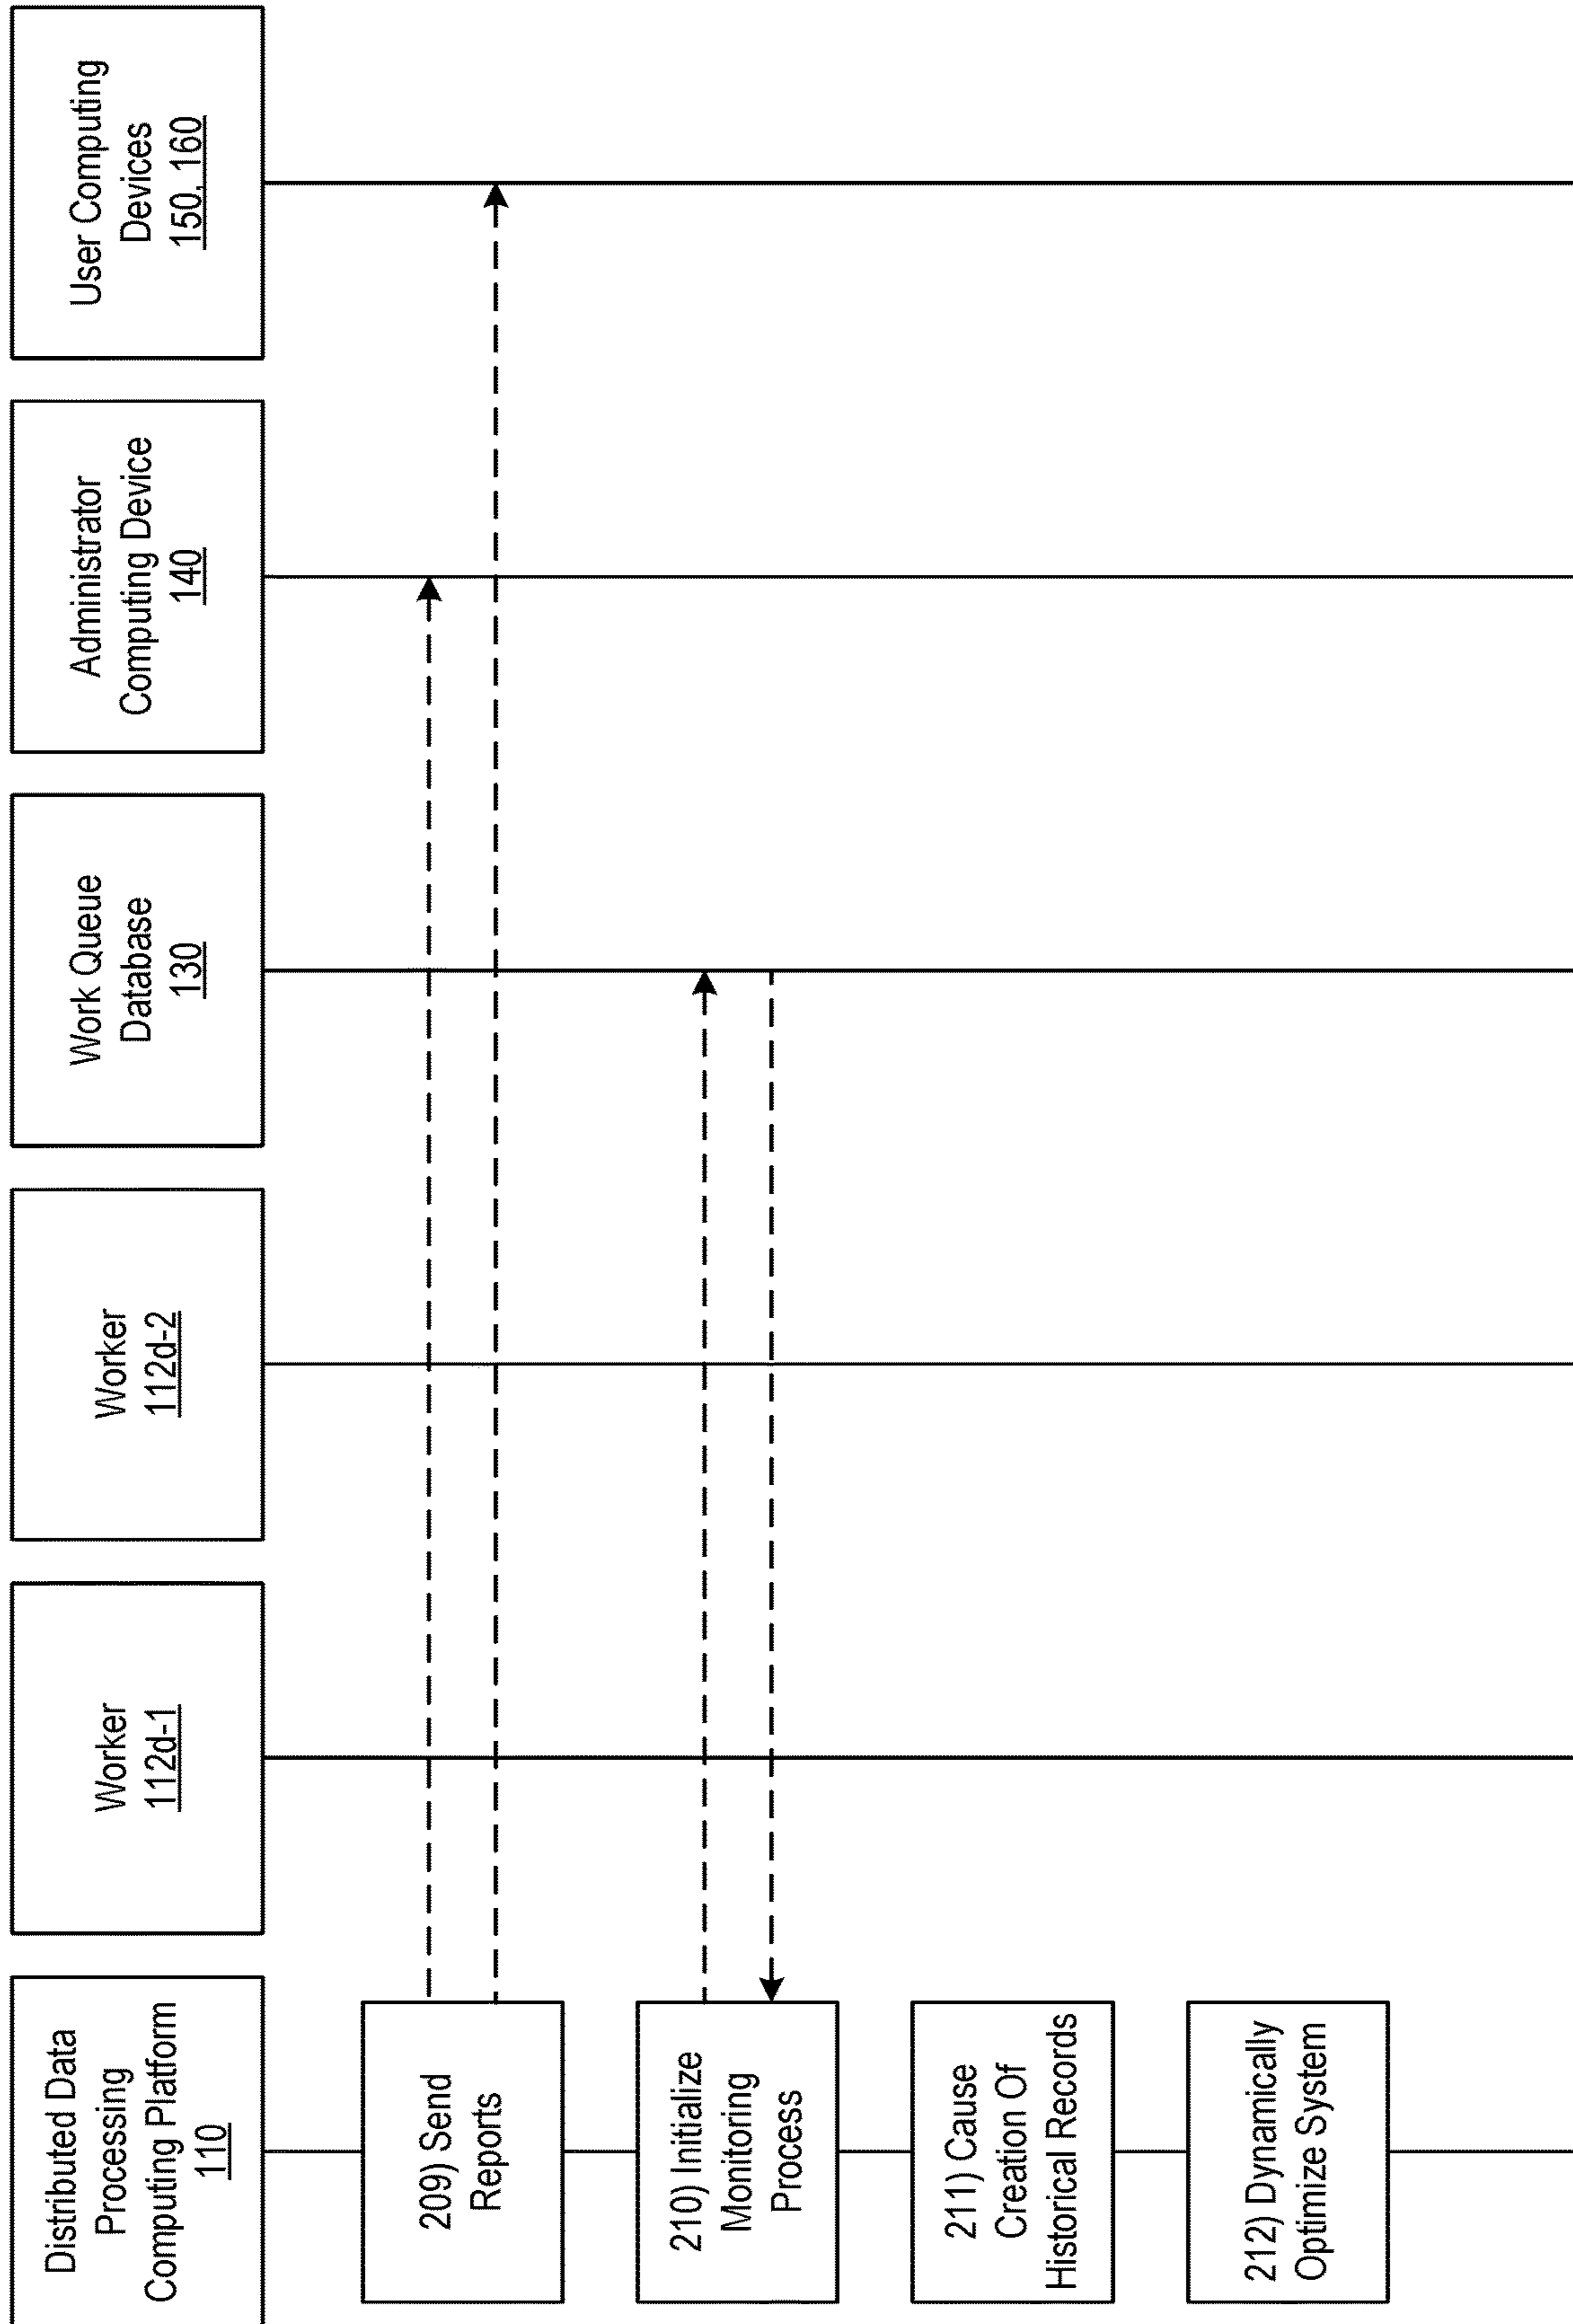 Distributed Data
Processing
Computing Platform
110
Worker
112d-1
Worker
112d-2
Work Queue
Database
130
Administrator
Computing Device
140
User Computing
Devices
150, 160
209) Send
Reports
210) Initialize
Monitoring
Process
211) Cause
Creation Of
Historical Records
212) Dynamically
Optimize System